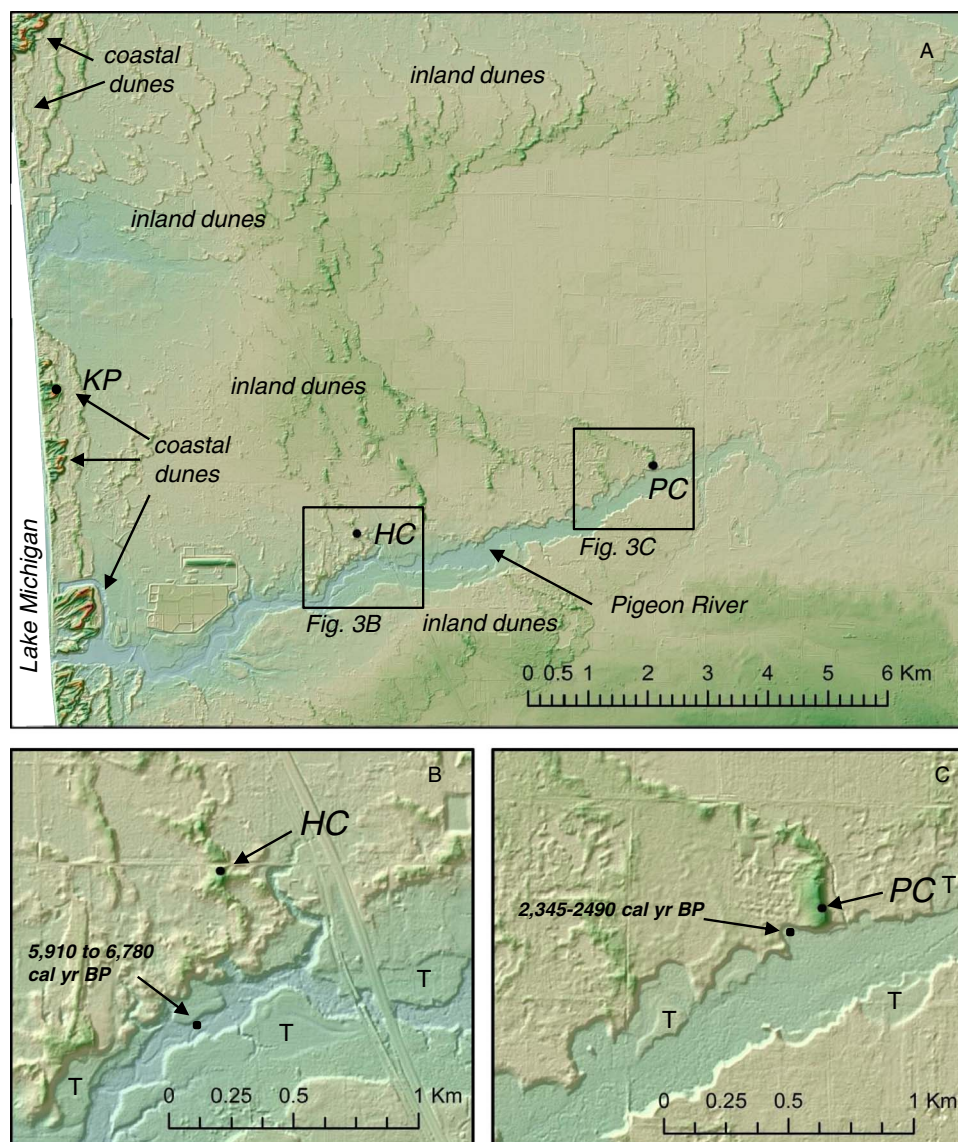 A
coastal
dunes
inland dunes
inland dunes
KP
inland dunes
coastal
dunes
PC
HC
Fig. 3C
Lake Michigan
Pigeon River
Fig. 3B
inland dunes
0 0.5 1 2 3 4 5 6 Km
B
HC
5,910 to 6,780
cal yr BP
T
T
T
0 0.25 0.5 1 Km
C
PC
T
2,345-2490 cal yr BP
T
T
0 0.25 0.5 1 Km